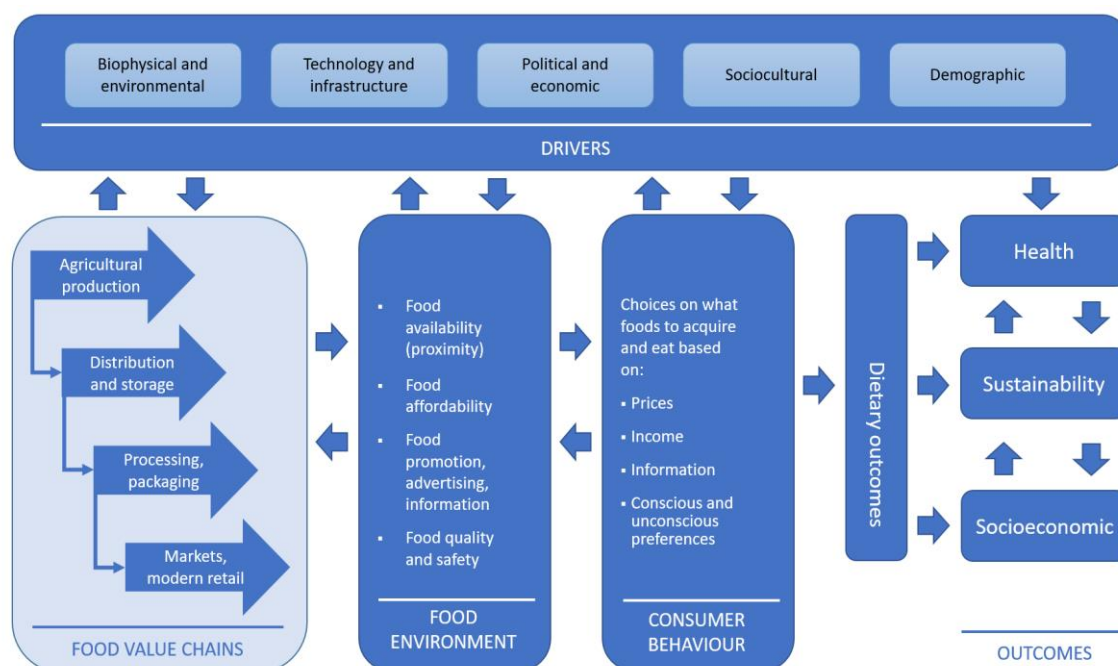 Biophysical and
environmental
Technology and
infrastructure
Political and
economic
Sociocultural
Demographic
DRIVERS
Agricultural
production
Distribution
and storage
Processing,
packaging
Markets,
modern retail
FOOD VALUE CHAINS
▪ Food
availability
(proximity)
▪ Food
affordability
▪ Food
promotion,
advertising,
information
▪ Food quality
and safety
FOOD
ENVIRONMENT
Choices on what
foods to acquire
and eat based
on:
▪ Prices
▪ Income
▪ Information
▪ Conscious and
unconscious
preferences
CONSUMER
BEHAVIOUR
Dietary outcomes
Health
Sustainability
Socioeconomic
OUTCOMES